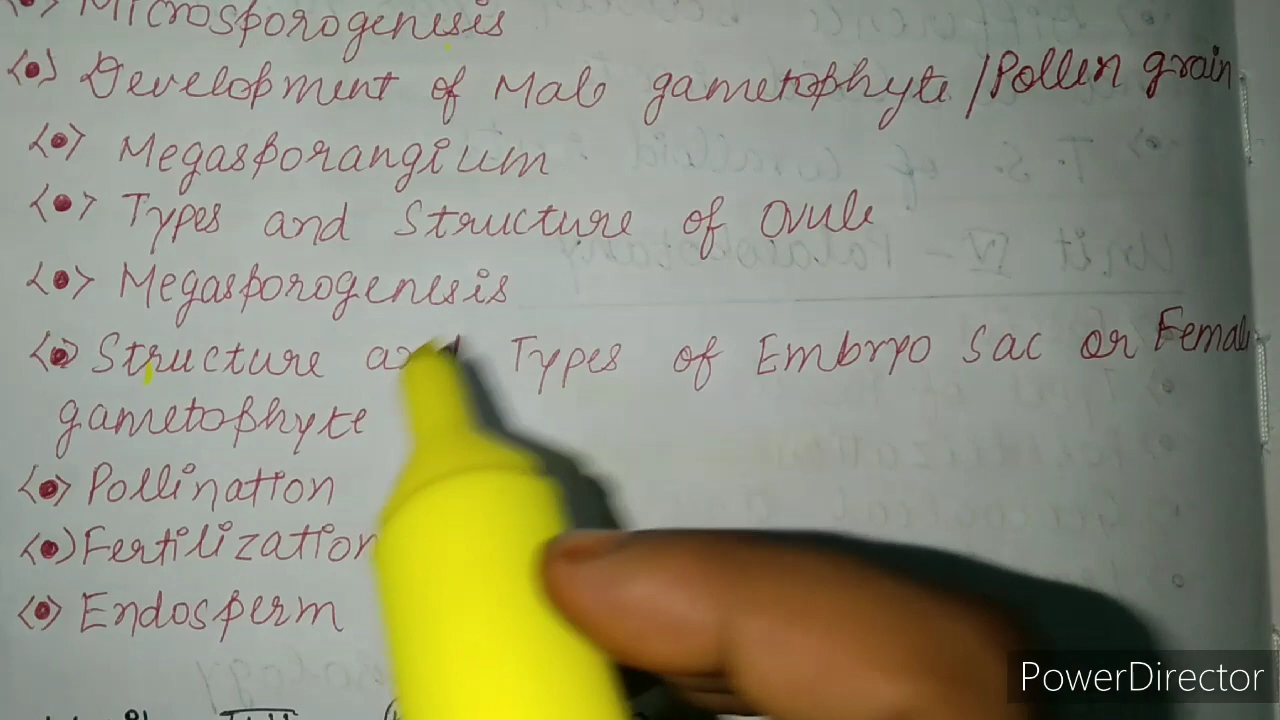 Microsporogenesis
Development of Male gametophyte / Pollen grain
Megasporangium
Types and Structure of Ovule
Megasporogenesis
Structure and Types of Embryo Sac or Female
gametophyte
Pollination
Fertilization
Endosperm
PowerDirector